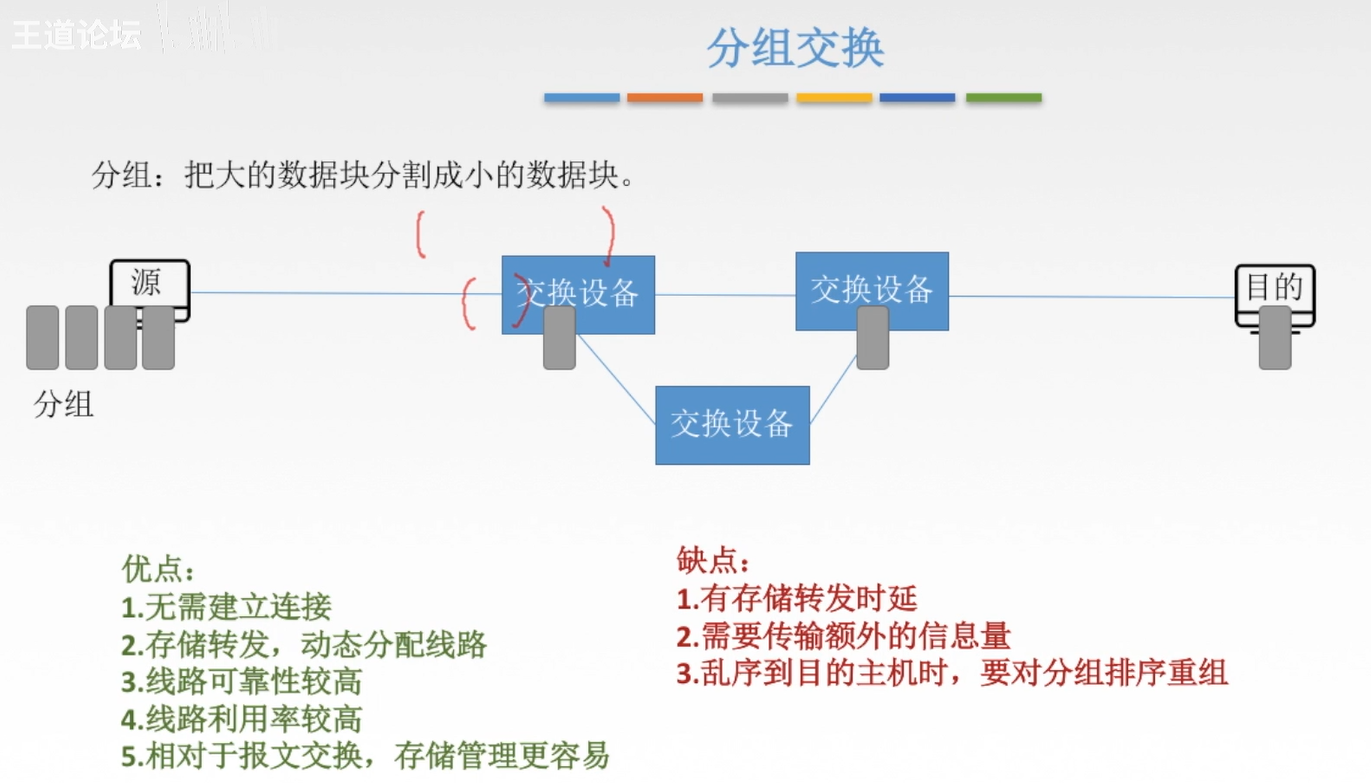 王道论坛
分组交换
分组：把大的数据块分割成小的数据块。
源
交换设备
交换设备
目的
分组
交换设备
优点：
1.无需建立连接
2.存储转发，动态分配线路
3.线路可靠性较高
4.线路利用率较高
5.相对于报文交换，存储管理更容易
缺点：
1.有存储转发时延
2.需要传输额外的信息量
3.乱序到目的主机时，要对分组排序重组